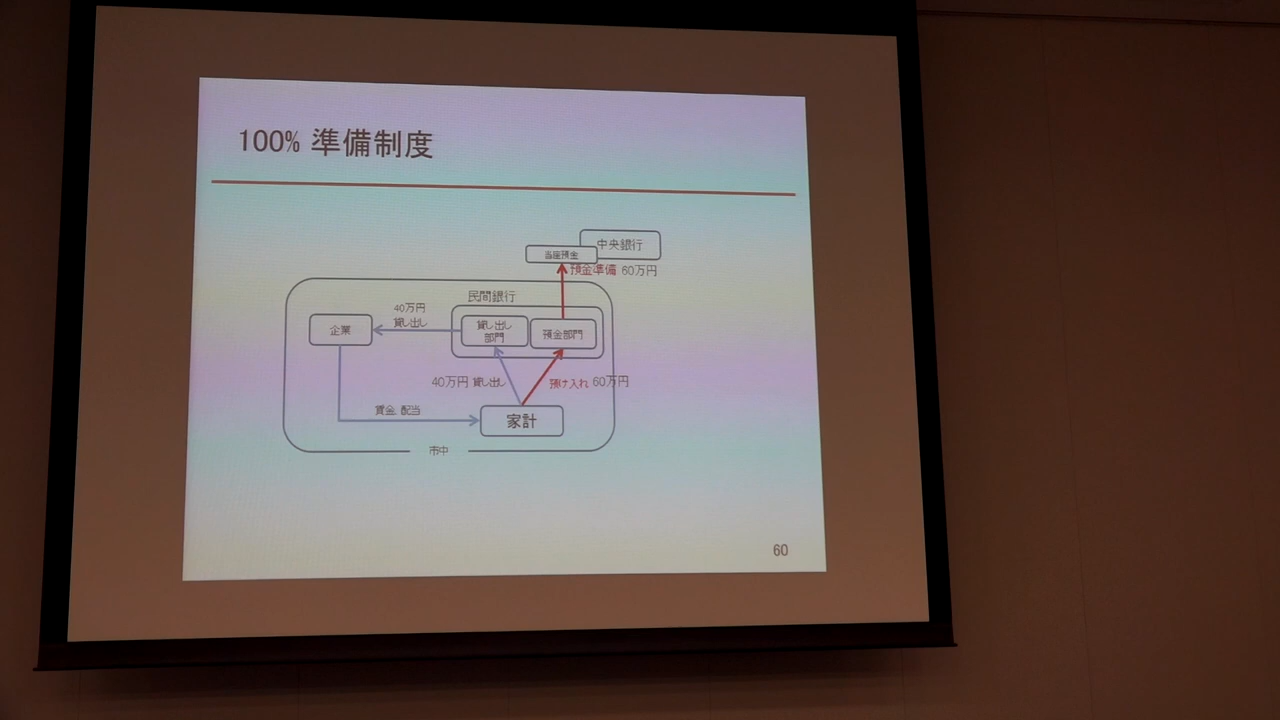 100% 準備制度
中央銀行
当座預金
預金準備 60万円
民間銀行
40万円
貸し出し
企業
貸し出し
部門
預金部門
40万円 貸し出し
預け入れ 60万円
賃金、配当
家計
市中
60